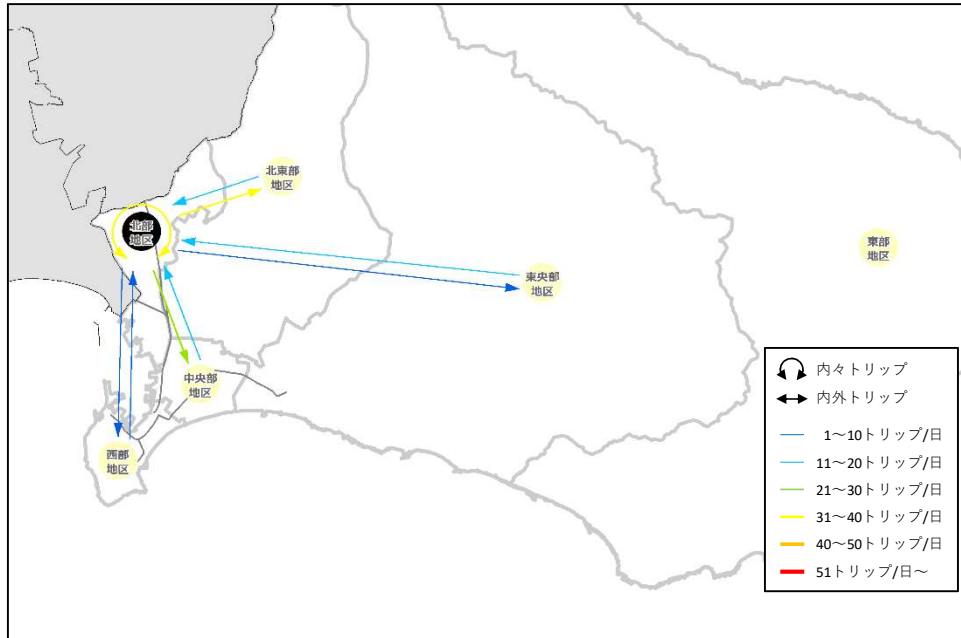 北東部
地区
北部
地区
東部
地区
東央部
地区
中央部
地区
西部
地区
内々トリップ
内外トリップ
1～10トリップ/日
11～20トリップ/日
21～30トリップ/日
31～40トリップ/日
40～50トリップ/日
51トリップ/日～